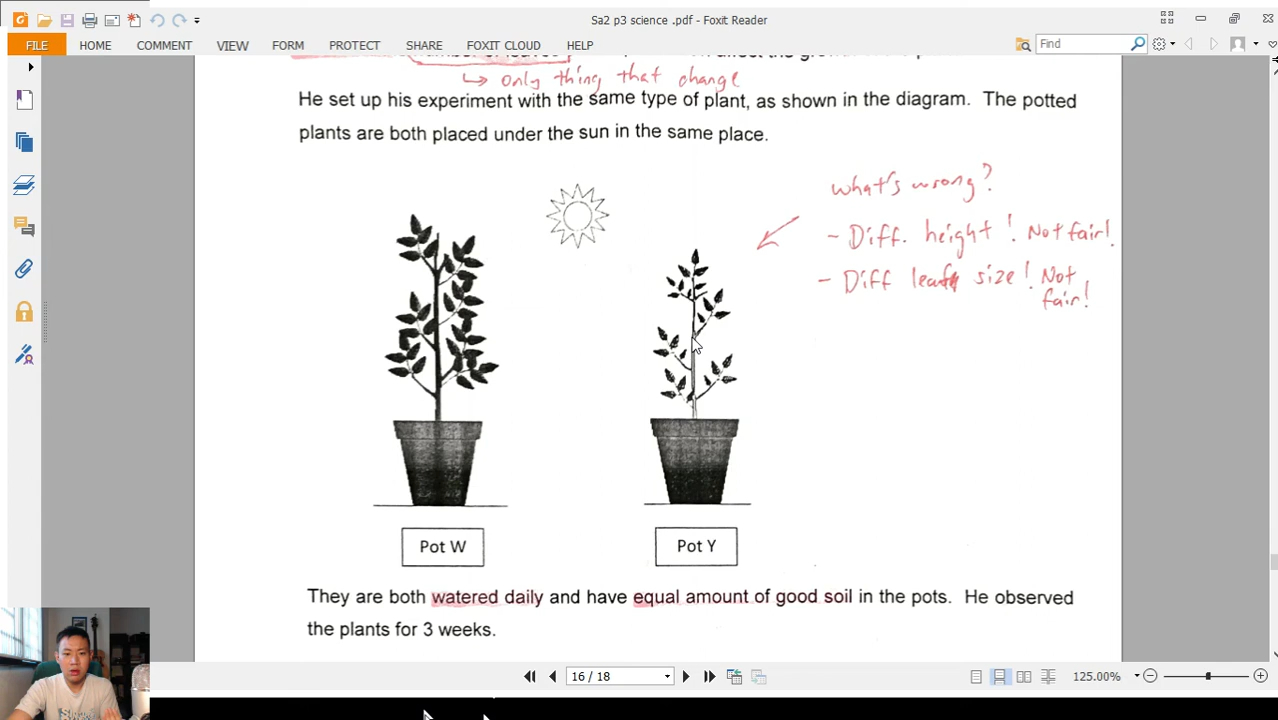 Sa2 p3 science .pdf - Foxit Reader
FILE HOME COMMENT VIEW FORM PROTECT SHARE FOXIT CLOUD HELP
Find
↳ only thing that change
He set up his experiment with the same type of plant, as shown in the diagram. The potted
plants are both placed under the sun in the same place.
what's wrong?
- Diff. height! Not fair!
- Diff leaf size! Not
fair!
Pot W
Pot Y
They are both watered daily and have equal amount of good soil in the pots. He observed
the plants for 3 weeks.
16 / 18
125.00%